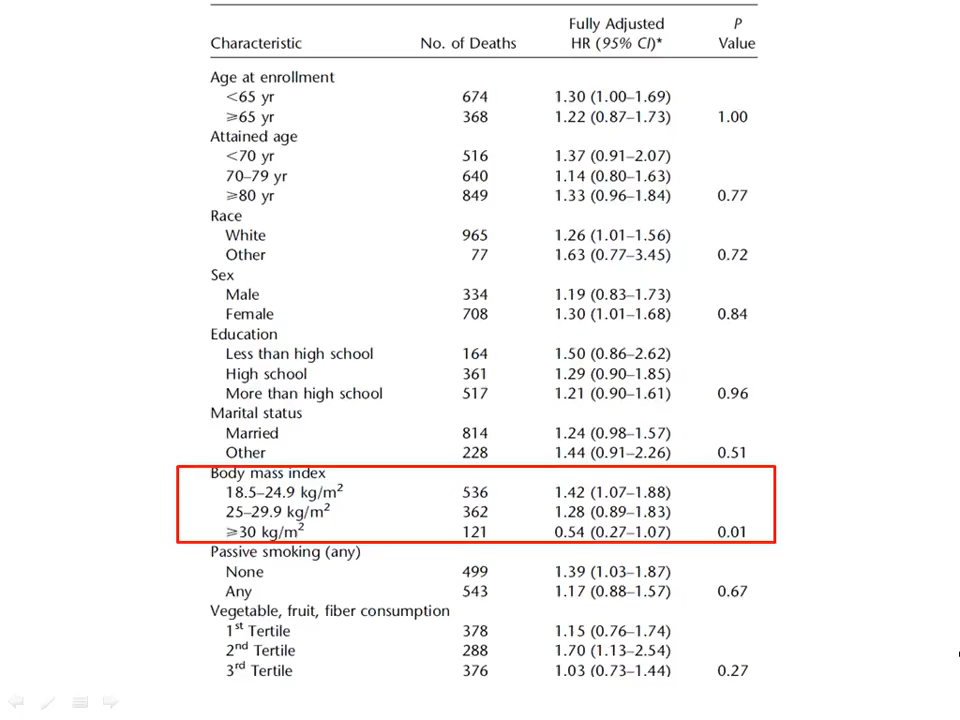 Characteristic No. of Deaths Fully Adjusted HR (95% CI)* P Value
Age at enrollment
<65 yr 674 1.30 (1.00–1.69)
⩾65 yr 368 1.22 (0.87–1.73) 1.00
Attained age
<70 yr 516 1.37 (0.91–2.07)
70–79 yr 640 1.14 (0.80–1.63)
⩾80 yr 849 1.33 (0.96–1.84) 0.77
Race
White 965 1.26 (1.01–1.56)
Other 77 1.63 (0.77–3.45) 0.72
Sex
Male 334 1.19 (0.83–1.73)
Female 708 1.30 (1.01–1.68) 0.84
Education
Less than high school 164 1.50 (0.86–2.62)
High school 361 1.29 (0.90–1.85)
More than high school 517 1.21 (0.90–1.61) 0.96
Marital status
Married 814 1.24 (0.98–1.57)
Other 228 1.44 (0.91–2.26) 0.51
Body mass index
18.5–24.9 kg/m² 536 1.42 (1.07–1.88)
25–29.9 kg/m² 362 1.28 (0.89–1.83)
⩾30 kg/m² 121 0.54 (0.27–1.07) 0.01
Passive smoking (any)
None 499 1.39 (1.03–1.87)
Any 543 1.17 (0.88–1.57) 0.67
Vegetable, fruit, fiber consumption
1st Tertile 378 1.15 (0.76–1.74)
2nd Tertile 288 1.70 (1.13–2.54)
3rd Tertile 376 1.03 (0.73–1.44) 0.27